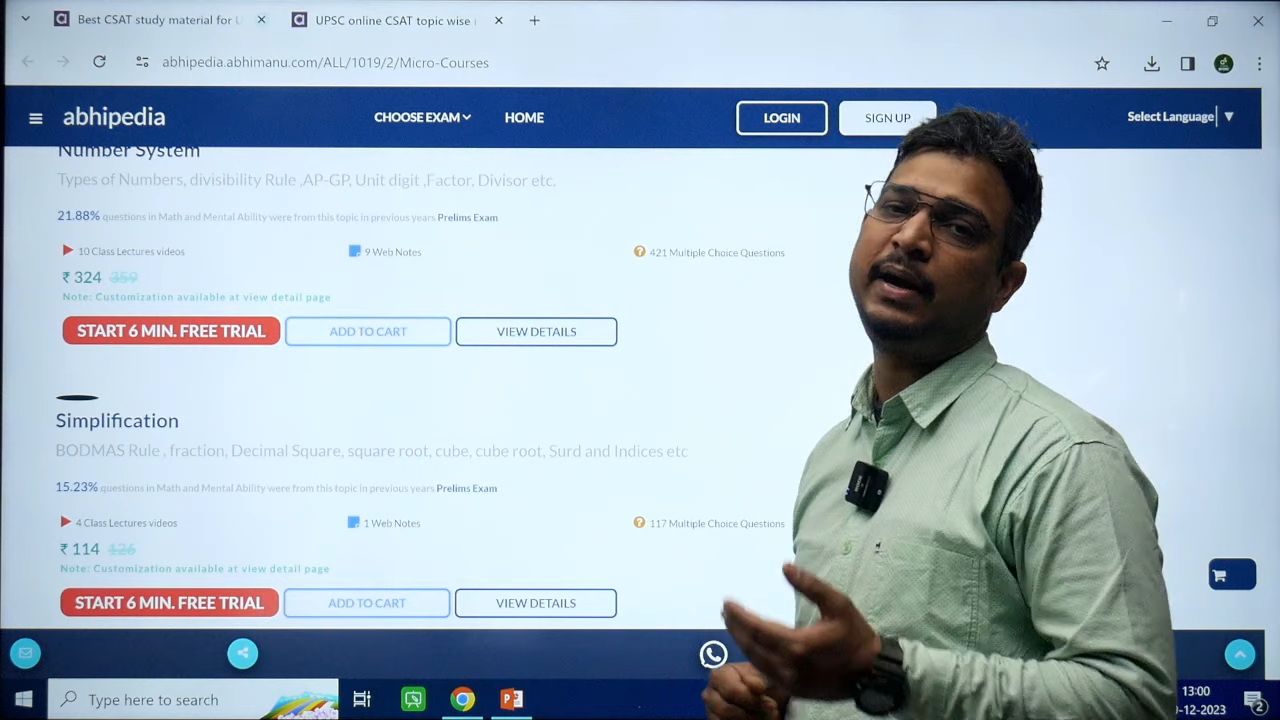 Best CSAT study material for
UPSC online CSAT topic wise
abhipedia.abhimanu.com/ALL/1019/2/Micro-Courses
abhipedia
CHOOSE EXAM
HOME
LOGIN
SIGN UP
Select Language
Number System
Types of Numbers, divisibility Rule ,AP-GP, Unit digit ,Factor, Divisor etc.
21.88% questions in Math and Mental Ability were from this topic in previous years Prelims Exam
10 Class Lectures videos
9 Web Notes
421 Multiple Choice Questions
₹ 324 359
Note: Customization available at view detail page
START 6 MIN. FREE TRIAL
ADD TO CART
VIEW DETAILS
Simplification
BODMAS Rule , fraction, Decimal Square, square root, cube, cube root, Surd and Indices etc
15.23% questions in Math and Mental Ability were from this topic in previous years Prelims Exam
4 Class Lectures videos
1 Web Notes
117 Multiple Choice Questions
₹ 114 126
Note: Customization available at view detail page
START 6 MIN. FREE TRIAL
ADD TO CART
VIEW DETAILS
Type here to search
13:00
-12-2023
2